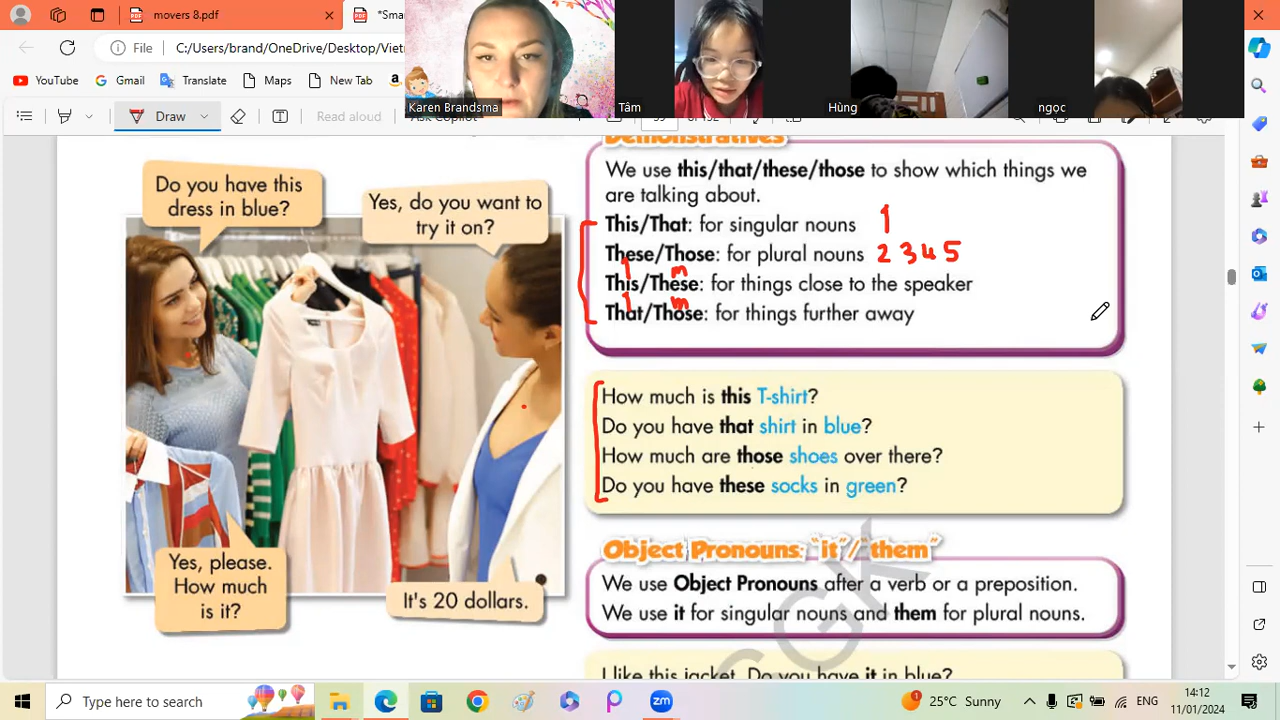 movers 8.pdf
File
C:/Users/brand/OneDrive/Desktop/Viet
YouTube
Gmail
Translate
Maps
New Tab
Draw
Read aloud
Ask Copilot
Karen Brandsma
Tâm
Hùng
ngọc
Do you have this
dress in blue?
Yes, do you want to
try it on?
Yes, please.
How much
is it?
It's 20 dollars.
Demonstratives
We use this/that/these/those to show which things we
are talking about.
This/That: for singular nouns 1
These/Those: for plural nouns 2 3 4 5
1 m
This/These: for things close to the speaker
1 m
That/Those: for things further away
How much is this T-shirt?
Do you have that shirt in blue?
How much are those shoes over there?
Do you have these socks in green?
Object Pronouns: "it"/"them"
We use Object Pronouns after a verb or a preposition.
We use it for singular nouns and them for plural nouns.
I like this jacket. Do you have it in blue?
SGK
Type here to search
1
25°C Sunny
ENG
14:12
11/01/2024